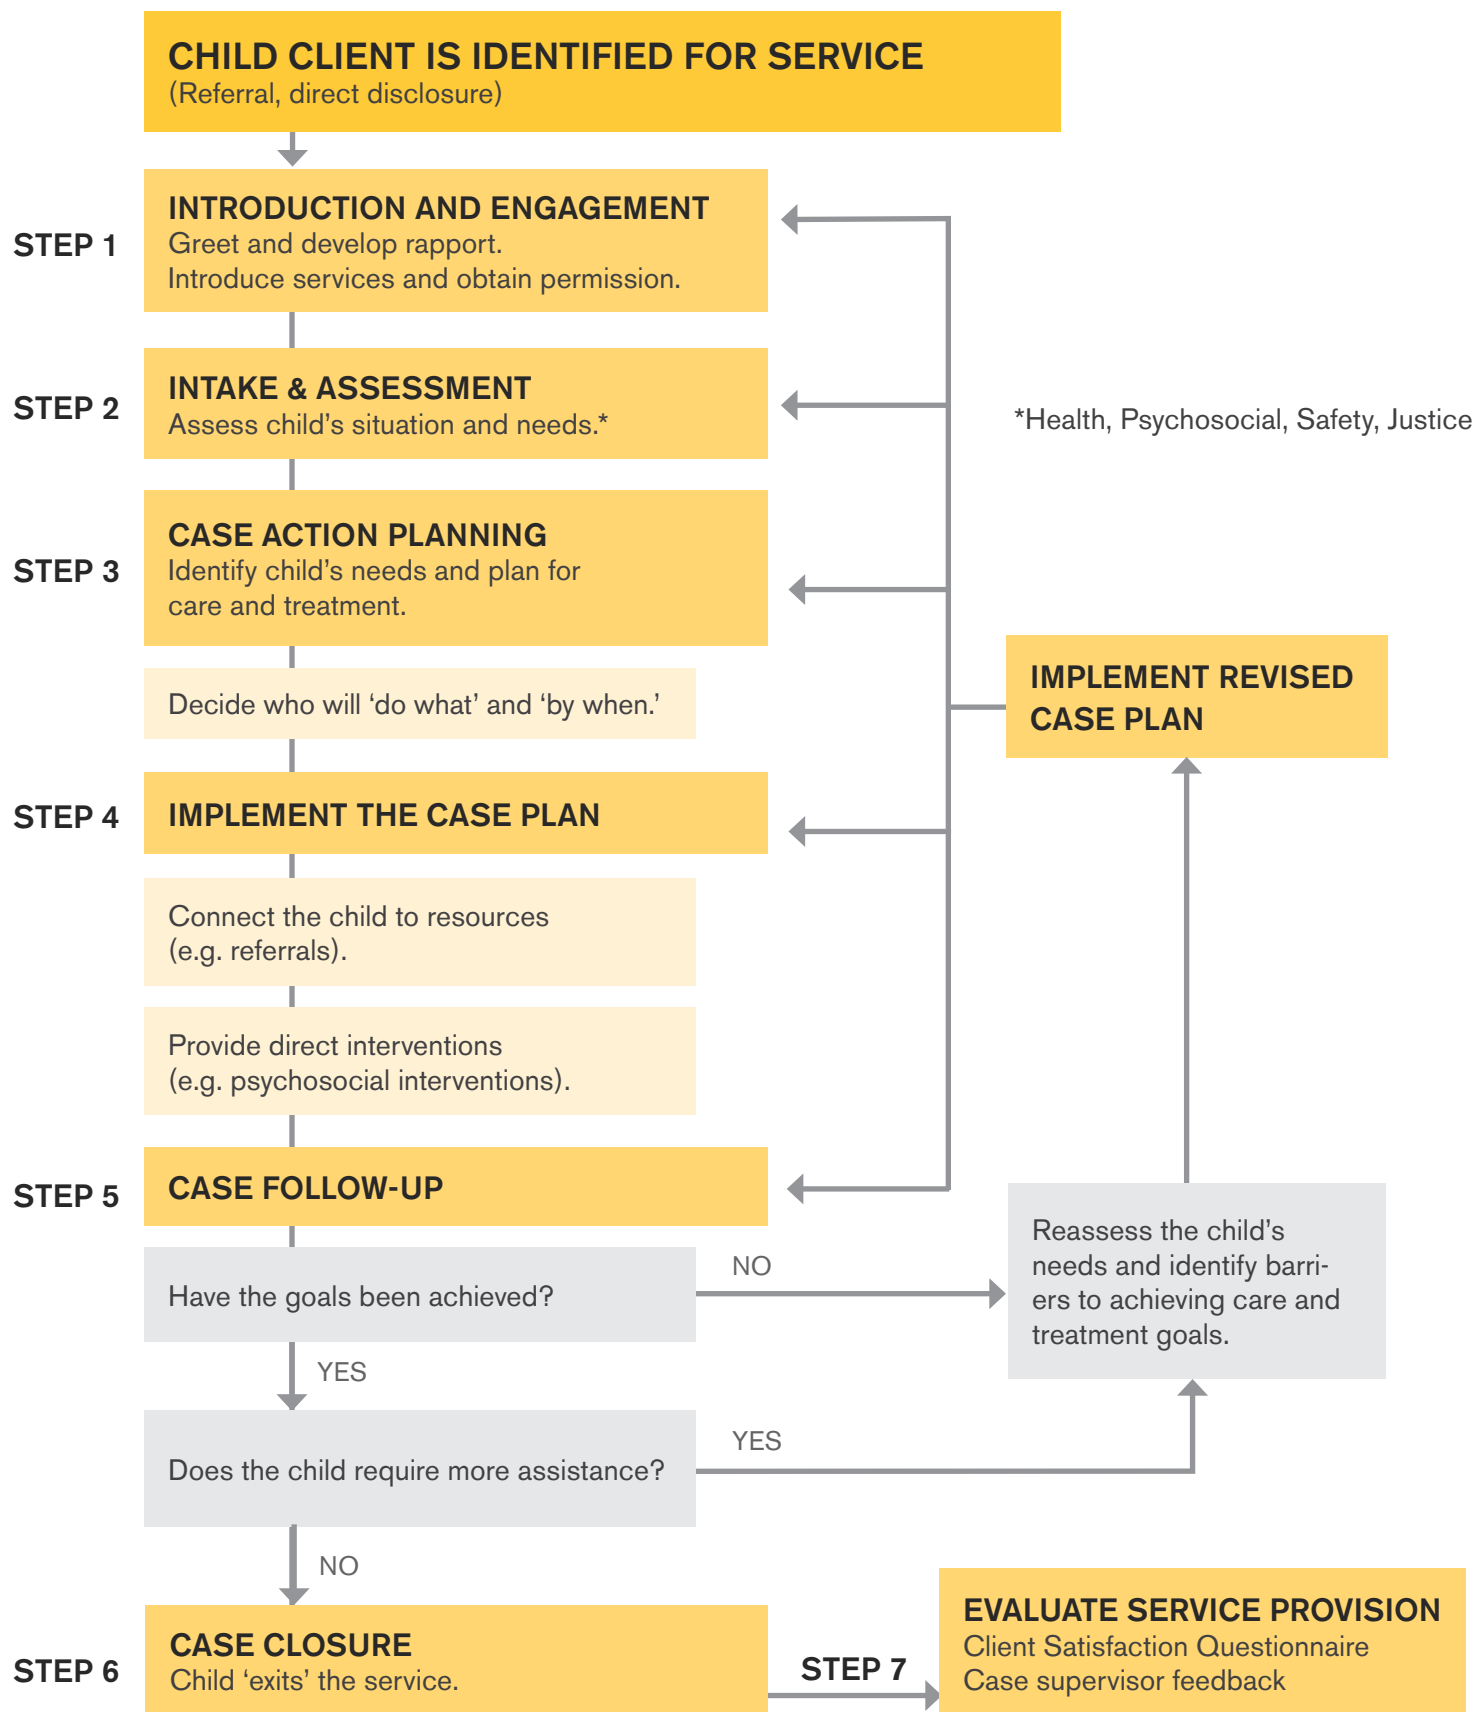 CHILD CLIENT IS IDENTIFIED FOR SERVICE
(Referral, direct disclosure)
STEP 1
INTRODUCTION AND ENGAGEMENT
Greet and develop rapport.
Introduce services and obtain permission.
STEP 2
INTAKE & ASSESSMENT
Assess child’s situation and needs.*
*Health, Psychosocial, Safety, Justice
STEP 3
CASE ACTION PLANNING
Identify child’s needs and plan for
care and treatment.
Decide who will ‘do what’ and ‘by when.’
IMPLEMENT REVISED
CASE PLAN
STEP 4
IMPLEMENT THE CASE PLAN
Connect the child to resources
(e.g. referrals).
Provide direct interventions
(e.g. psychosocial interventions).
STEP 5
CASE FOLLOW-UP
Have the goals been achieved?
NO
Reassess the child’s
needs and identify barri-
ers to achieving care and
treatment goals.
YES
Does the child require more assistance?
YES
NO
STEP 6
CASE CLOSURE
Child ‘exits’ the service.
STEP 7
EVALUATE SERVICE PROVISION
Client Satisfaction Questionnaire
Case supervisor feedback